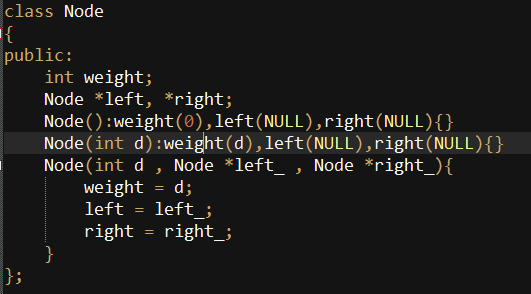 class Node
{
public:
    int weight;
    Node *left, *right;
    Node():weight(0),left(NULL),right(NULL){}
    Node(int d):weight(d),left(NULL),right(NULL){}
    Node(int d , Node *left_ , Node *right_){
        weight = d;
        left = left_;
        right = right_;
    }
};